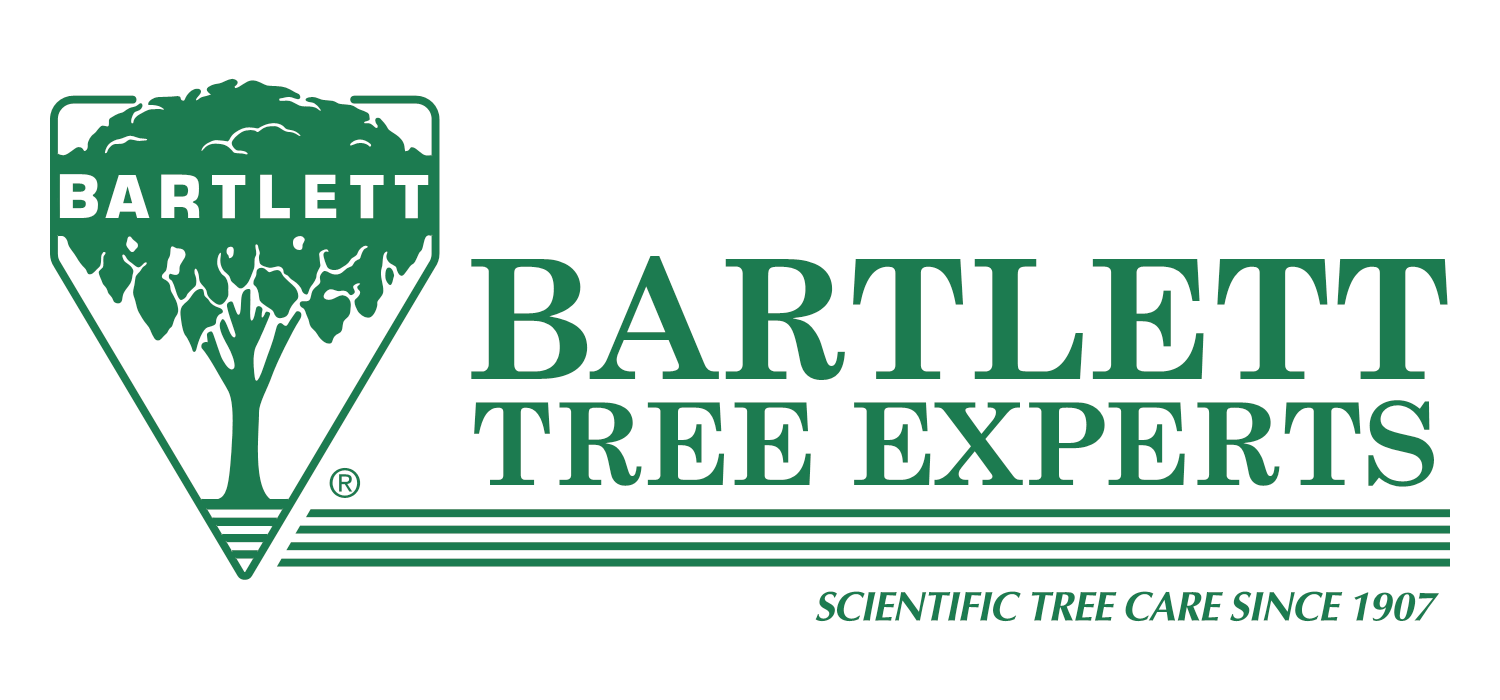 BARTLETT
®
BARTLETT
TREE EXPERTS
SCIENTIFIC TREE CARE SINCE 1907